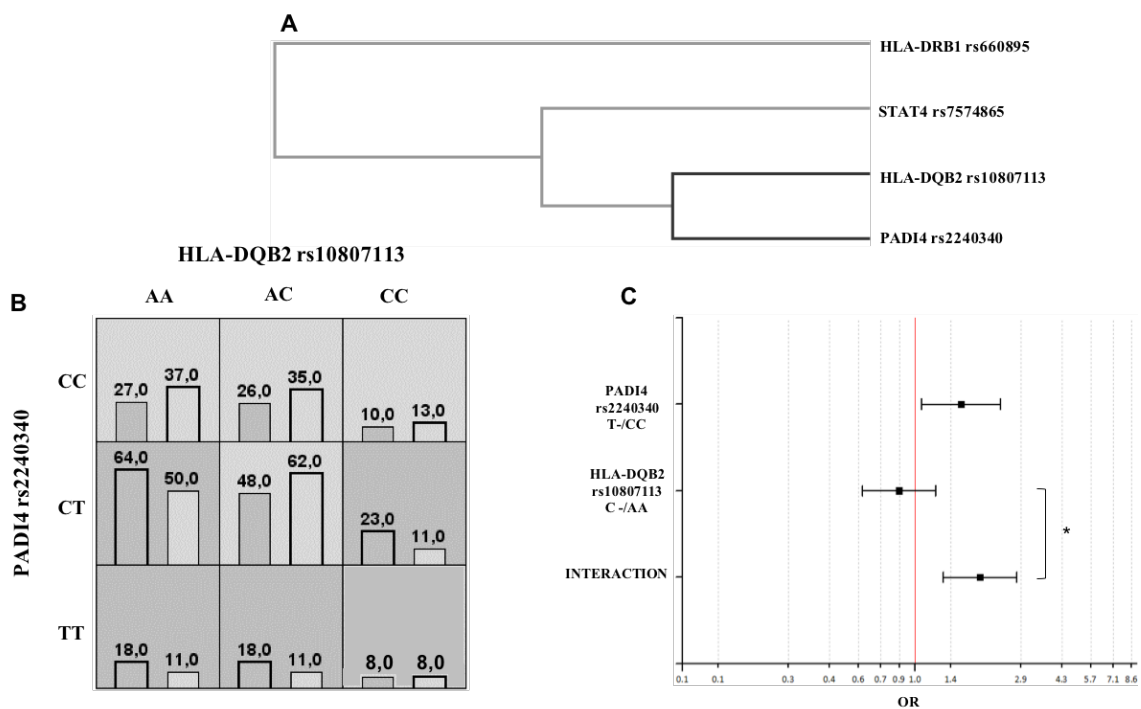 A
HLA-DRB1 rs660895
STAT4 rs7574865
HLA-DQB2 rs10807113
PADI4 rs2240340
HLA-DQB2 rs10807113
B
AA AC CC
PADI4 rs2240340
CC
27,0 37,0 26,0 35,0 10,0 13,0
CT
64,0 50,0 48,0 62,0 23,0 11,0
TT
18,0 11,0 18,0 11,0 8,0 8,0
C
PADI4
rs2240340
T-/CC
HLA-DQB2
rs10807113
C -/AA
*
INTERACTION
0.1 0.1 0.3 0.4 0.6 0.7 0.9 1.0 1.4 2.9 4.3 5.7 7.1 8.6
OR